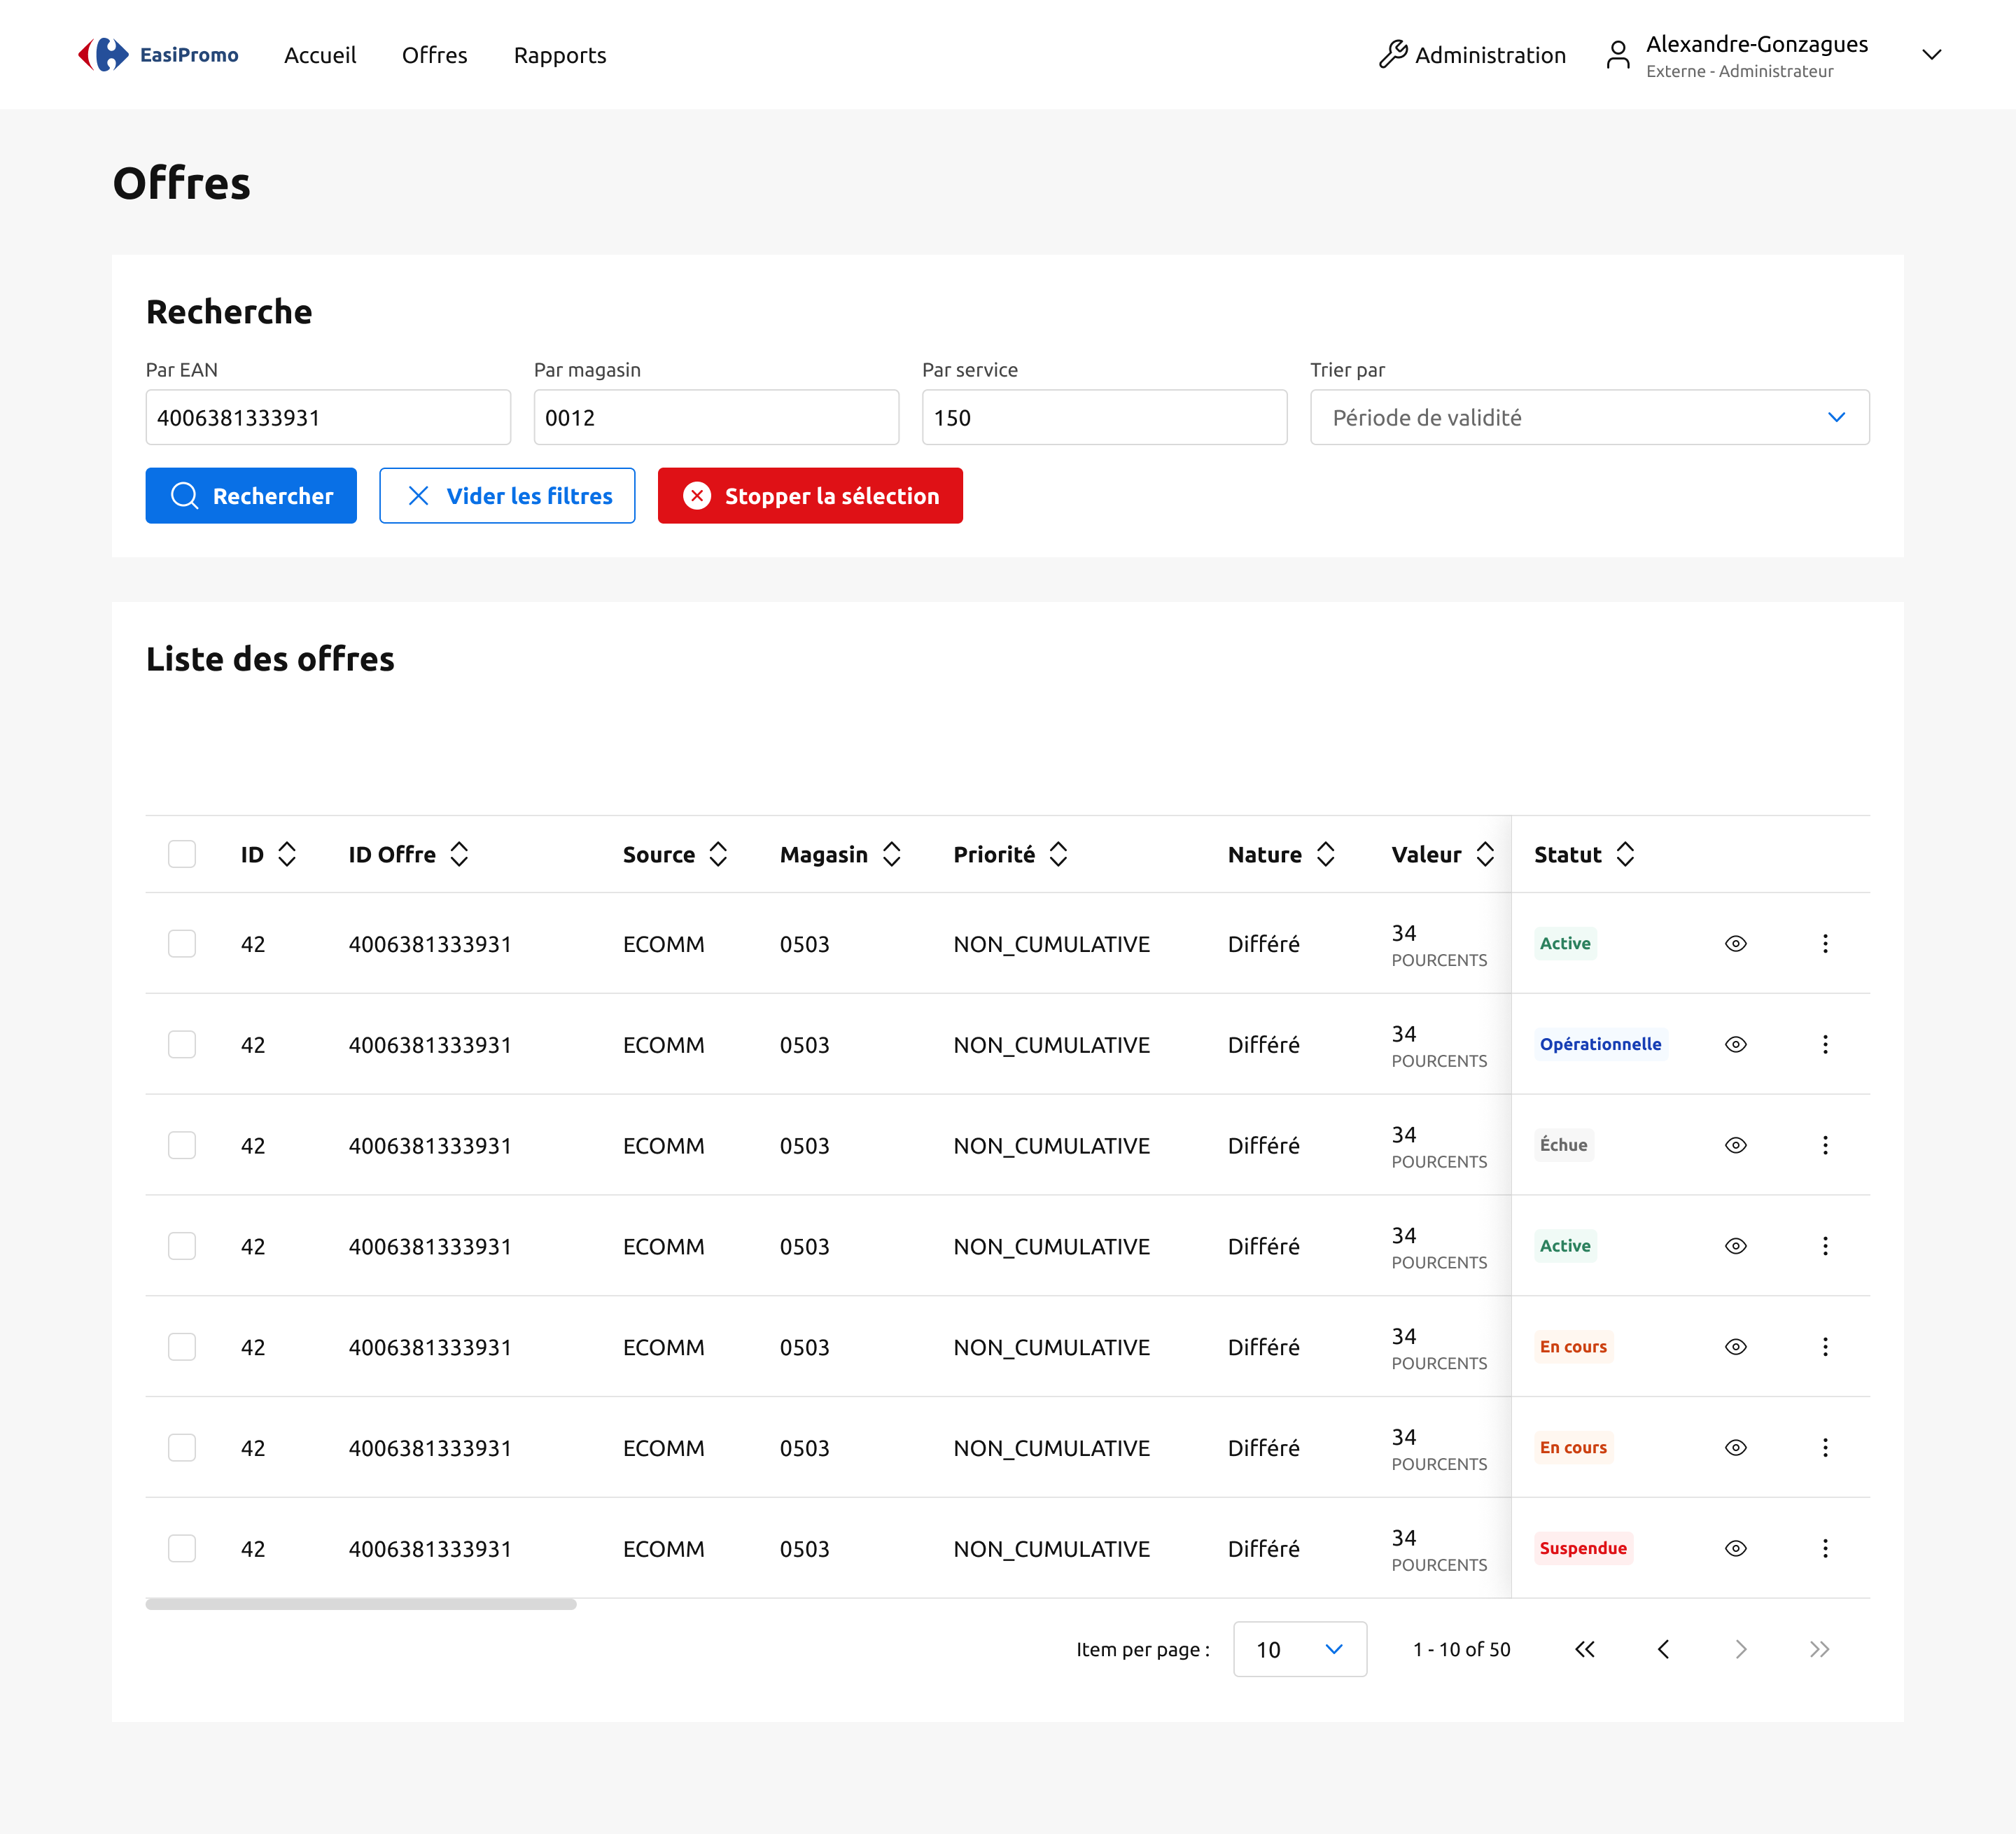 EasiPromo Accueil Offres Rapports Administration Alexandre-Gonzagues
Externe - Administrateur
Offres
Recherche
Par EAN Par magasin Par service Trier par
4006381333931 0012 150 Période de validité
Rechercher Vider les filtres Stopper la sélection
Liste des offres
ID ID Offre Source Magasin Priorité Nature Valeur Statut
42 4006381333931 ECOMM 0503 NON_CUMULATIVE Différé 34 POURCENTS Active
42 4006381333931 ECOMM 0503 NON_CUMULATIVE Différé 34 POURCENTS Opérationnelle
42 4006381333931 ECOMM 0503 NON_CUMULATIVE Différé 34 POURCENTS Échue
42 4006381333931 ECOMM 0503 NON_CUMULATIVE Différé 34 POURCENTS Active
42 4006381333931 ECOMM 0503 NON_CUMULATIVE Différé 34 POURCENTS En cours
42 4006381333931 ECOMM 0503 NON_CUMULATIVE Différé 34 POURCENTS En cours
42 4006381333931 ECOMM 0503 NON_CUMULATIVE Différé 34 POURCENTS Suspendue
Item per page : 10 1 - 10 of 50